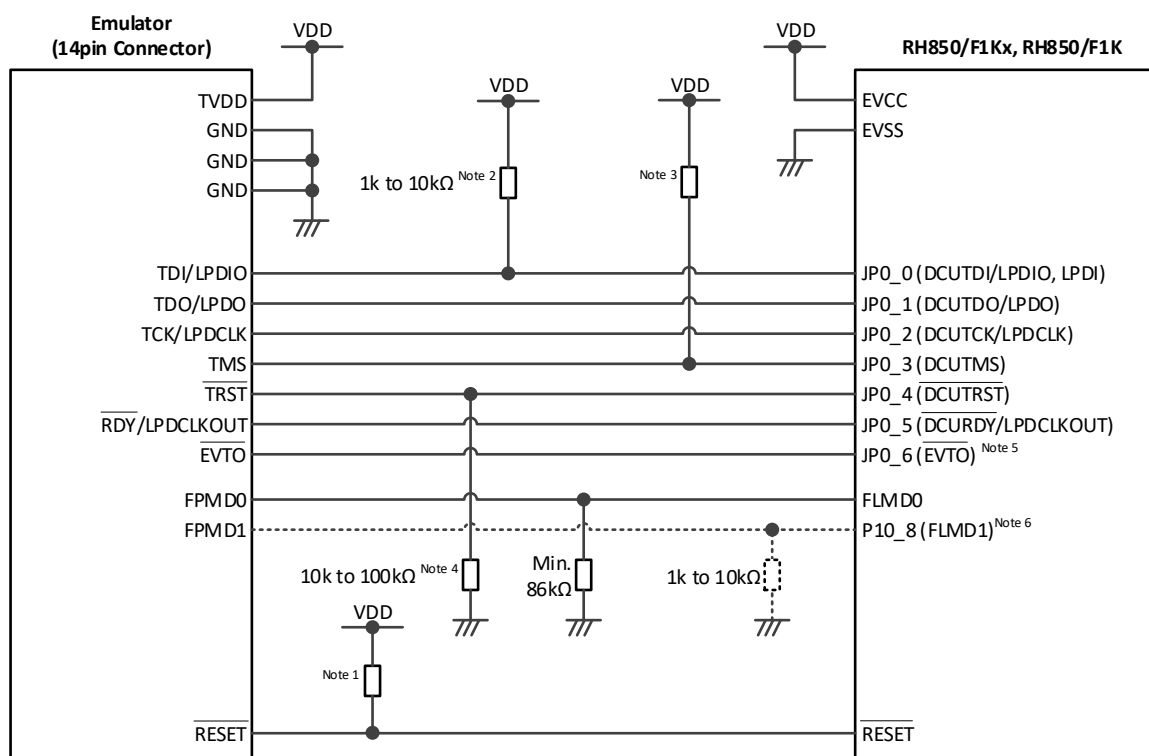 Emulator
(14pin Connector)
VDD
VDD
RH850/F1Kx, RH850/F1K
TVDD
GND
GND
GND
VDD
VDD
EVCC
EVSS
1k to 10kΩ Note 2
Note 3
TDI/LPDIO
JP0_0 (DCUTDI/LPDIO, LPDI)
TDO/LPDO
JP0_1 (DCUTDO/LPDO)
TCK/LPDCLK
JP0_2 (DCUTCK/LPDCLK)
TMS
JP0_3 (DCUTMS)
TRST
JP0_4 (DCUTRST)
RDY/LPDCLKOUT
JP0_5 (DCURDY/LPDCLKOUT)
EVTO
JP0_6 (EVTO) Note 5
FPMD0
FLMD0
FPMD1
P10_8 (FLMD1) Note 6
10k to 100kΩ Note 4
Min.
86kΩ
1k to 10kΩ
VDD
Note 1
RESET
RESET